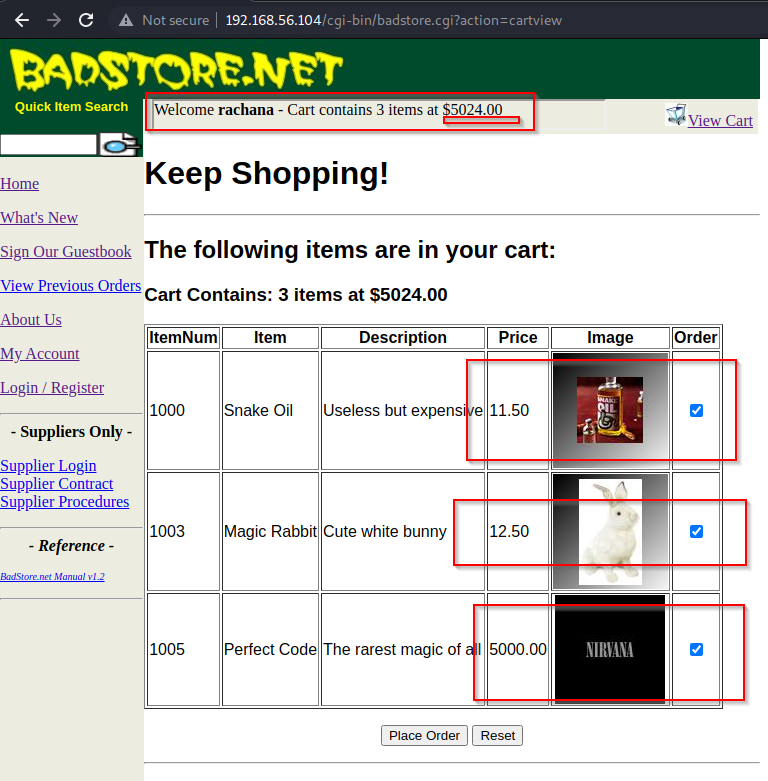 Not secure 192.168.56.104/cgi-bin/badstore.cgi?action=cartview
BADSTORE.NET
Quick Item Search
Welcome rachana - Cart contains 3 items at $5024.00
View Cart
Home
What's New
Sign Our Guestbook
View Previous Orders
About Us
My Account
Login / Register
- Suppliers Only -
Supplier Login
Supplier Contract
Supplier Procedures
- Reference -
BadStore.net Manual v1.2
Keep Shopping!
The following items are in your cart:
Cart Contains: 3 items at $5024.00
ItemNum Item Description Price Image Order
1000 Snake Oil Useless but expensive 11.50
SNAKE
OIL
1003 Magic Rabbit Cute white bunny 12.50
1005 Perfect Code The rarest magic of all 5000.00
NIRVANA
Place Order Reset